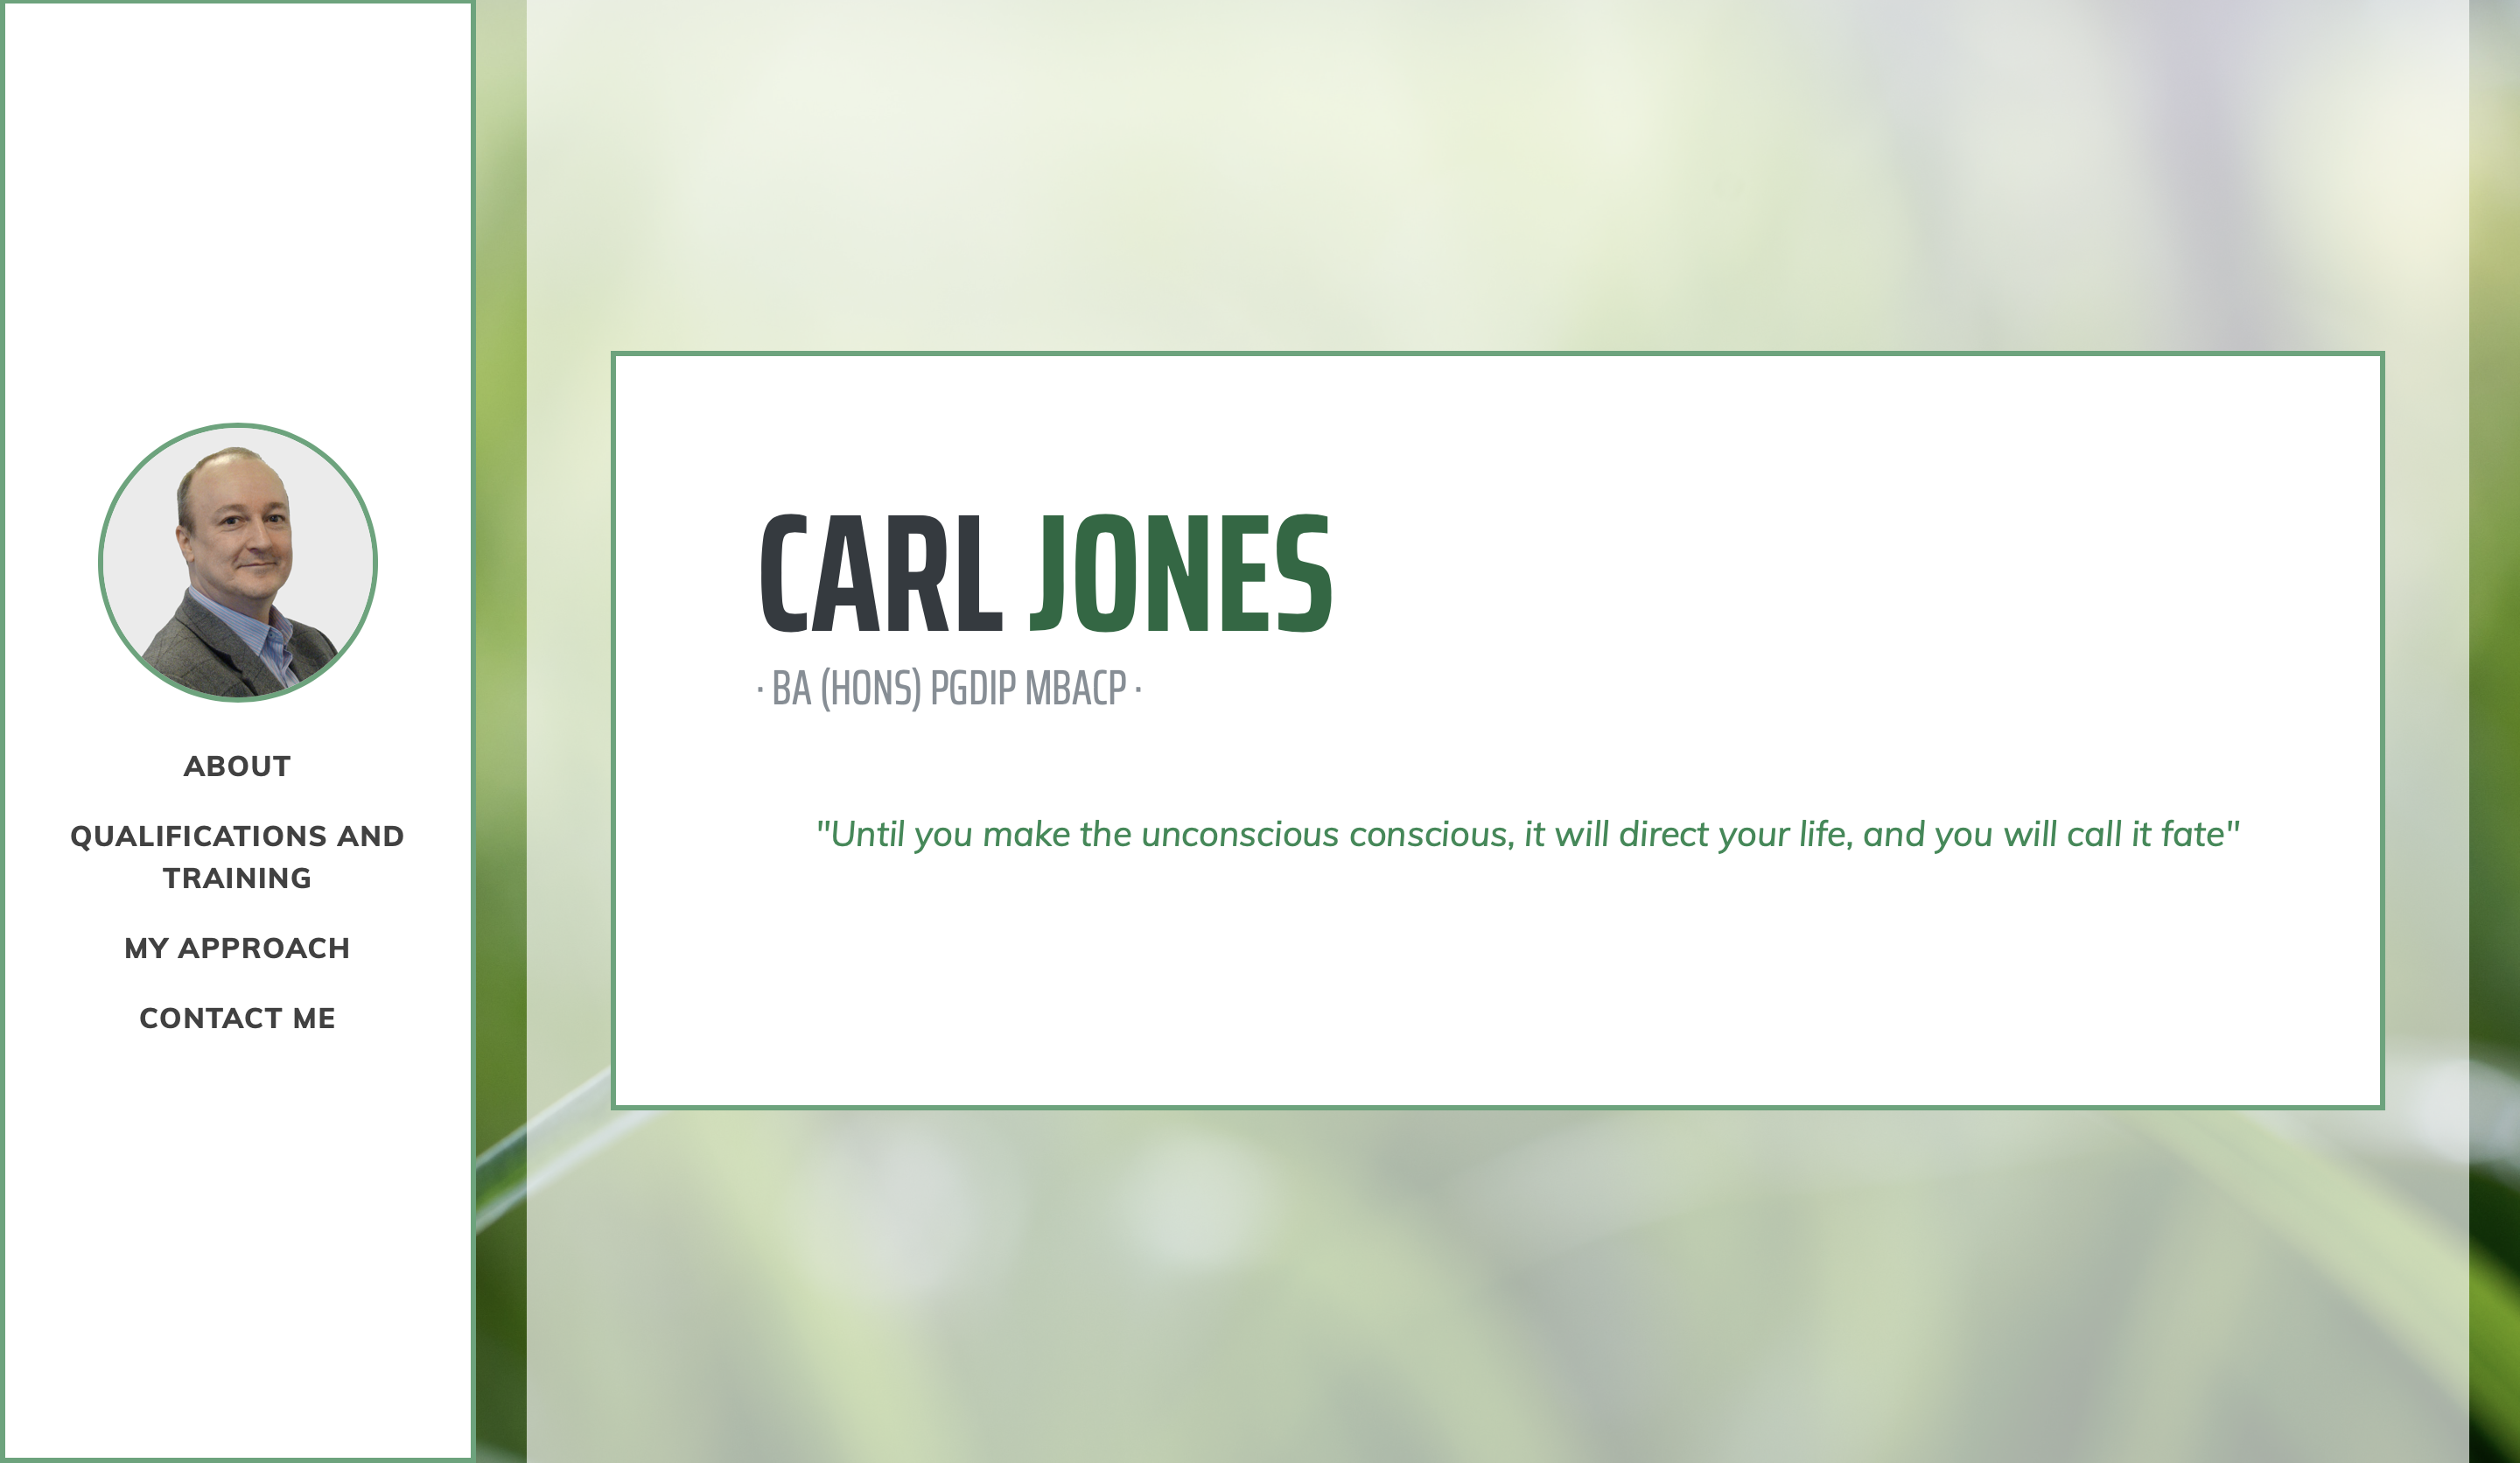 ABOUT
QUALIFICATIONS AND
TRAINING
MY APPROACH
CONTACT ME
CARL JONES
· BA (HONS) PGDIP MBACP ·
"Until you make the unconscious conscious, it will direct your life, and you will call it fate"